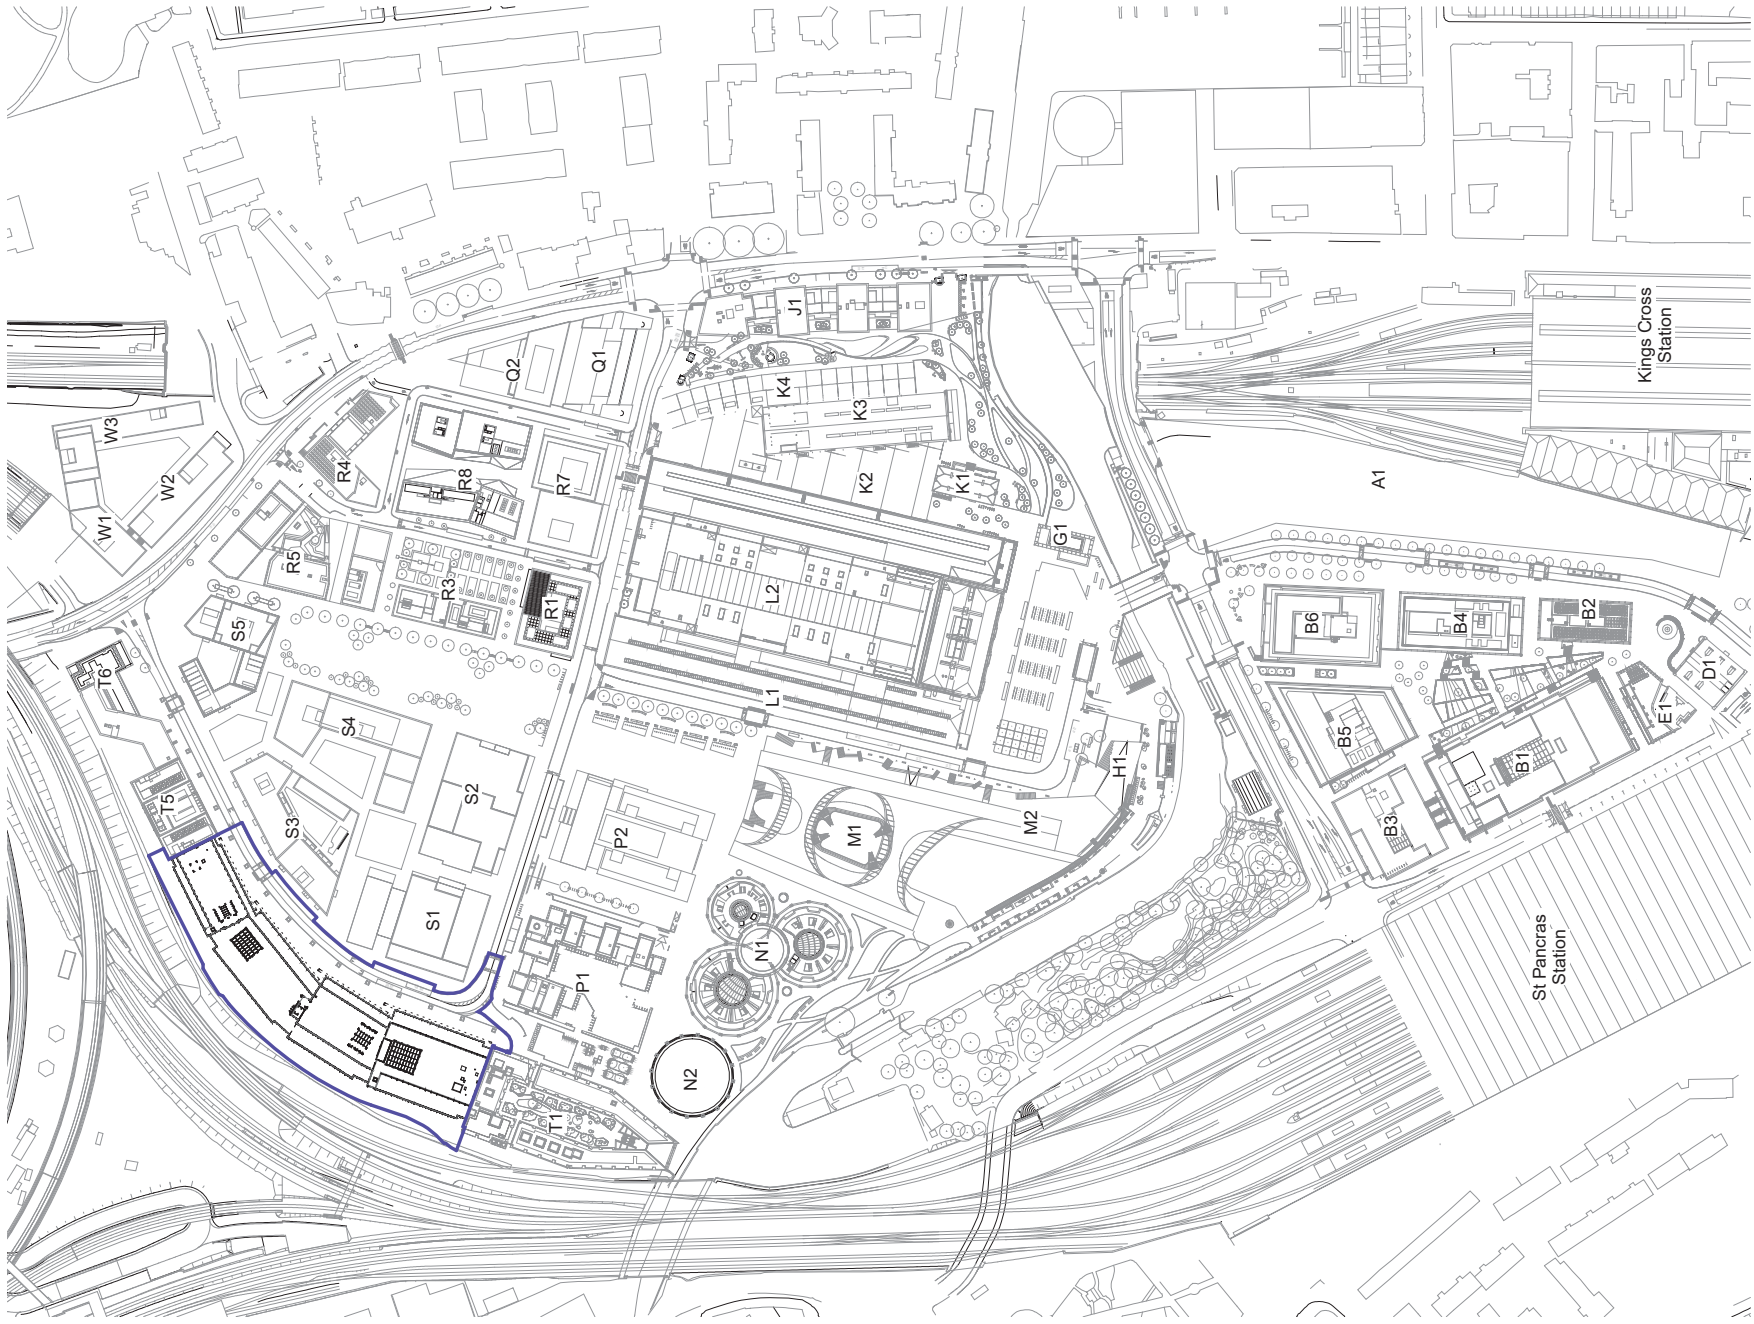 W3
W2
W1
R4
R5
S5
T6
T5
S4
S3
S2
S1
R8
R7
R3
R1
Q2
Q1
J1
K4
K3
K2
K1
G1
L2
L1
P2
P1
M1
M2
H1
N1
N2
T1
Kings Cross
Station
A1
B6
B4
B2
B5
B3
B1
E1
D1
St Pancras
Station